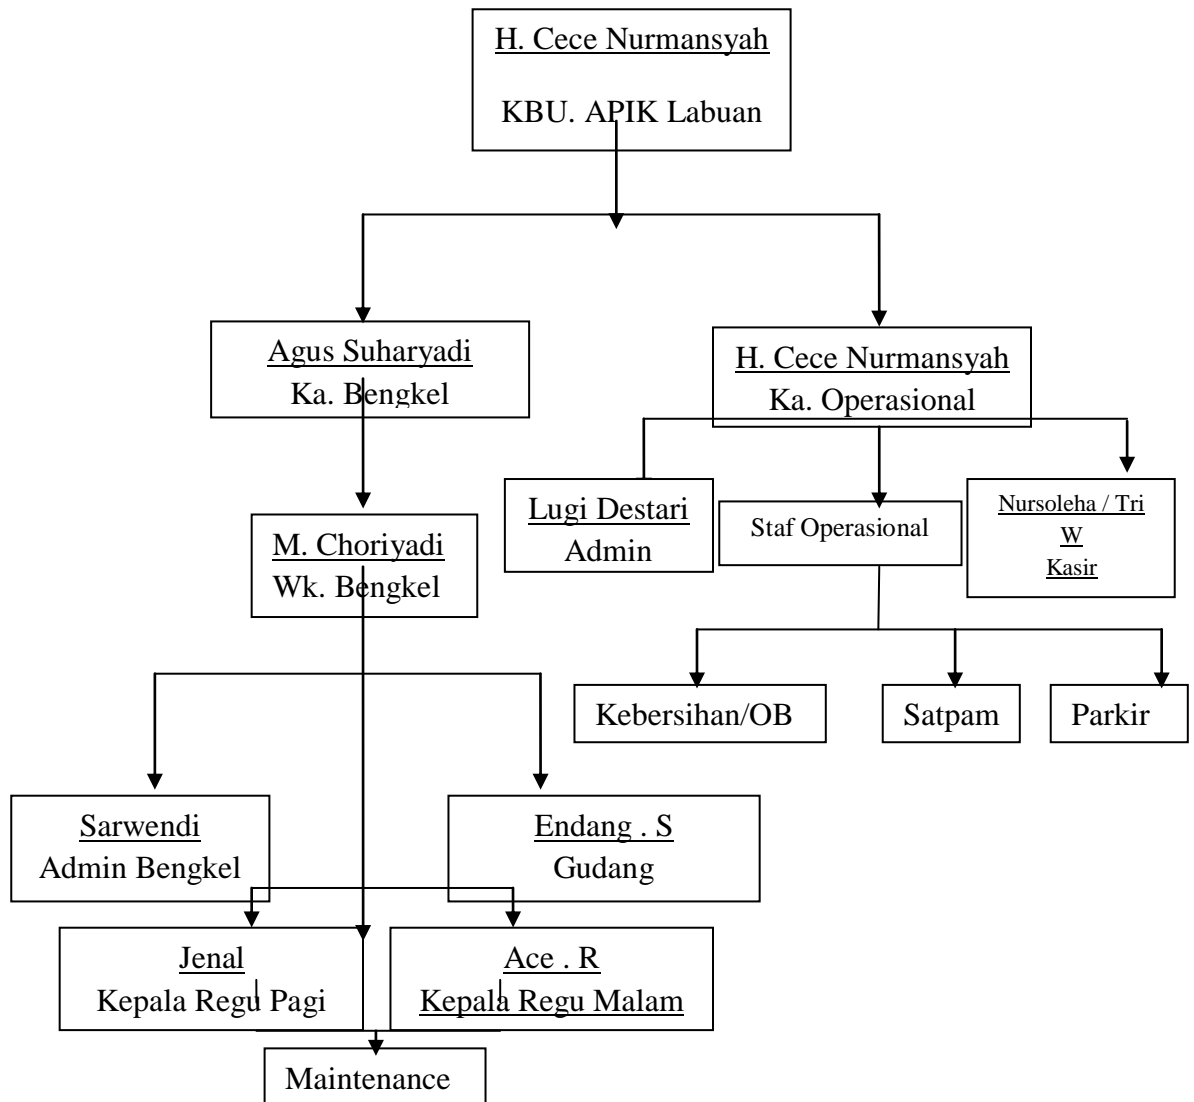 H. Cece Nurmansyah
KBU. APIK Labuan
Agus Suharyadi
Ka. Bengkel
H. Cece Nurmansyah
Ka. Operasional
Lugi Destari
Admin
Staf Operasional
Nursoleha / Tri
W
Kasir
M. Choriyadi
Wk. Bengkel
Kebersihan/OB
Satpam
Parkir
Sarwendi
Admin Bengkel
Endang . S
Gudang
Jenal
Kepala Regu Pagi
Ace . R
Kepala Regu Malam
Maintenance